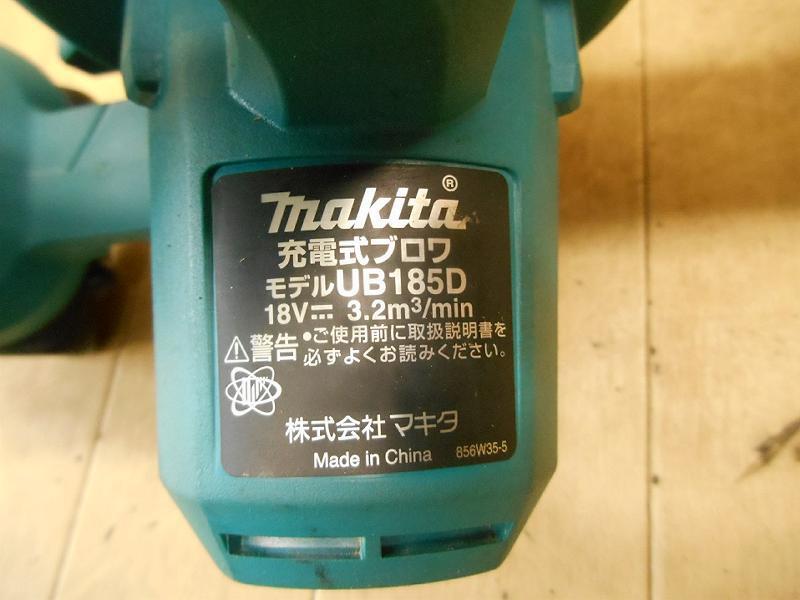 makita®
充電式ブロワ
モデルUB185D
18V⎓ 3.2m³/min
⚠警告 •ご使用前に取扱説明書を
必ずよくお読みください。
株式会社 マキタ
Made in China 856W35-5